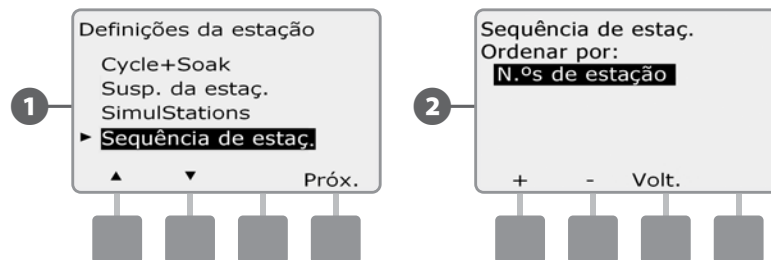 1
Definições da estação
Cycle+Soak
Susp. da estaç.
SimulStations
► Sequência de estaç.
▲ ▼ Próx.
2
Sequência de estaç.
Ordenar por:
N.ºs de estação
+ - Volt.